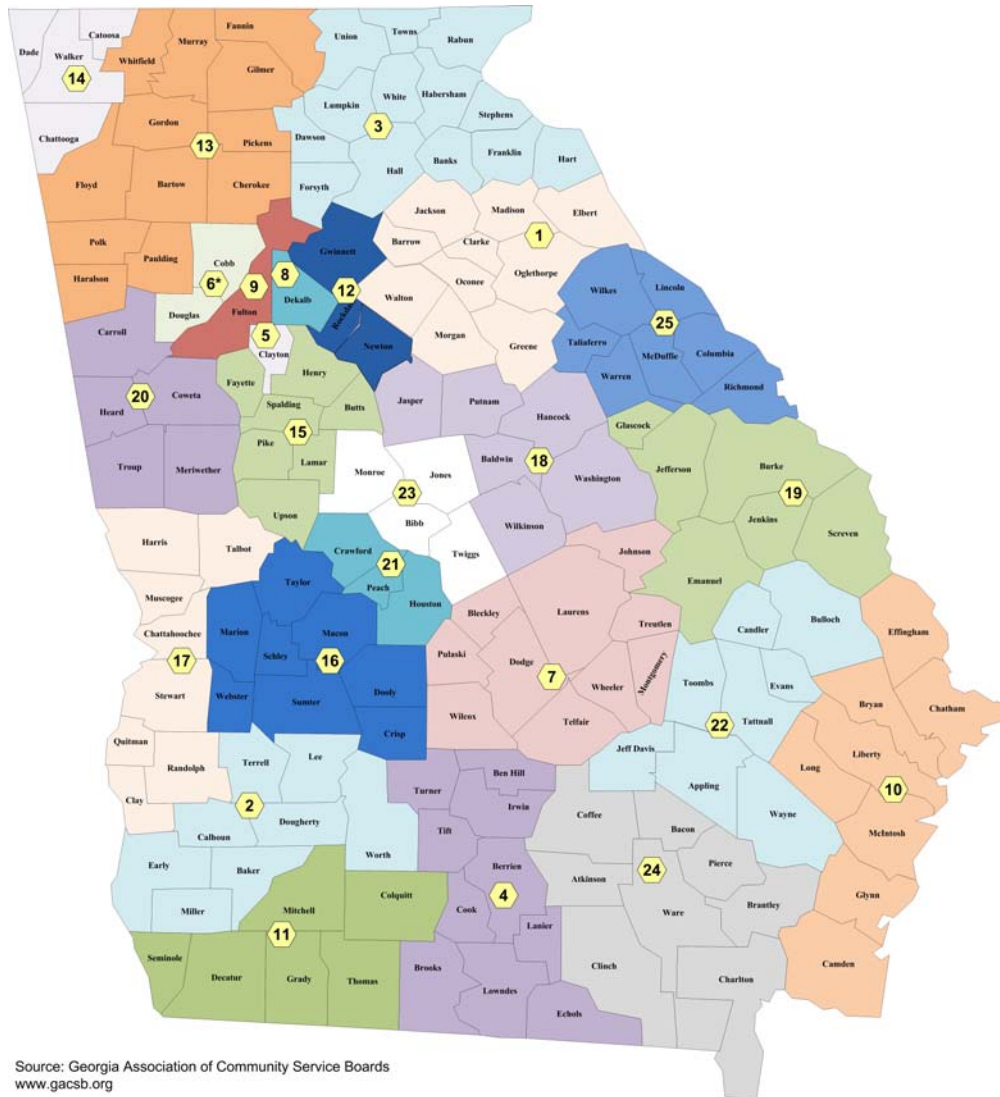 Fannin
Towns
Union
Rabun
Catoosa
Murray
Dade
Walker
Whitfield
14
Gilmer
White
Habersham
Lumpkin
Stephens
Gordon
3
Dawson
Chattooga
13
Pickens
Franklin
Banks
Hart
Hall
Floyd
Bartow
Cherokee
Forsyth
Jackson
Madison
Elbert
Polk
Cobb
Gwinnett
Barrow
Clarke
1
Paulding
8
Oglethorpe
Haralson
6*
9
12
Oconee
Wilkes
Lincoln
Dekalb
Rockdale
Walton
Douglas
Fulton
25
Carroll
5
Morgan
Taliaferro
Newton
Greene
McDuffie
Columbia
Clayton
Henry
Warren
Fayette
Richmond
20
Coweta
Jasper
Putnam
Heard
Spalding
Butts
Hancock
Glascock
15
Pike
Baldwin
18
Jefferson
Burke
Troup
Meriwether
Lamar
Monroe
Jones
Washington
23
19
Upson
Bibb
Wilkinson
Jenkins
Screven
Harris
Talbot
Crawford
Twiggs
Johnson
21
Taylor
Peach
Emanuel
Muscogee
Houston
Bleckley
Laurens
Treutlen
Candler
Bulloch
Effingham
Chattahoochee
Marion
Macon
17
Schley
16
Pulaski
Dodge
7
Montgomery
Wheeler
Toombs
Evans
Stewart
Webster
Sumter
Dooly
Bryan
Chatham
Wilcox
Telfair
22
Tattnall
Quitman
Crisp
Jeff Davis
Liberty
Terrell
Lee
Long
Randolph
Ben Hill
Appling
10
Clay
2
Turner
Irwin
Dougherty
Coffee
Wayne
Calhoun
Tift
Bacon
McIntosh
Early
Worth
Baker
Berrien
24
Pierce
Atkinson
Colquitt
4
Glynn
Miller
Mitchell
Cook
Brantley
Lanier
Ware
11
Seminole
Brooks
Camden
Decatur
Grady
Thomas
Clinch
Charlton
Lowndes
Echols
Source: Georgia Association of Community Service Boards
www.gacsb.org